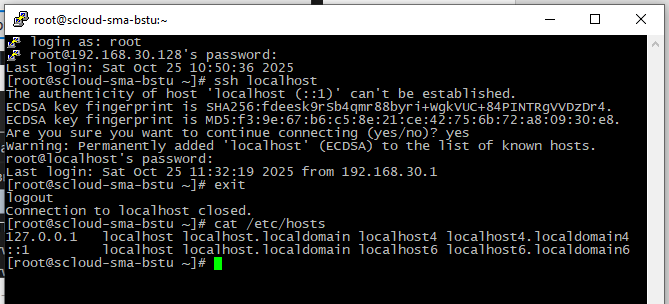 root@scloud-sma-bstu:~
login as: root
root@192.168.30.128's password:
Last login: Sat Oct 25 10:50:36 2025
[root@scloud-sma-bstu ~]# ssh localhost
The authenticity of host 'localhost (::1)' can't be established.
ECDSA key fingerprint is SHA256:fdeesk9rSb4qmr88byri+WgkVUC+84PINTRgVVDzDr4.
ECDSA key fingerprint is MD5:f3:9e:67:b6:c5:8e:21:ce:42:75:6b:72:a8:09:30:e8.
Are you sure you want to continue connecting (yes/no)? yes
Warning: Permanently added 'localhost' (ECDSA) to the list of known hosts.
root@localhost's password:
Last login: Sat Oct 25 11:32:19 2025 from 192.168.30.1
[root@scloud-sma-bstu ~]# exit
logout
Connection to localhost closed.
[root@scloud-sma-bstu ~]# cat /etc/hosts
127.0.0.1   localhost localhost.localdomain localhost4 localhost4.localdomain4
::1         localhost localhost.localdomain localhost6 localhost6.localdomain6
[root@scloud-sma-bstu ~]#